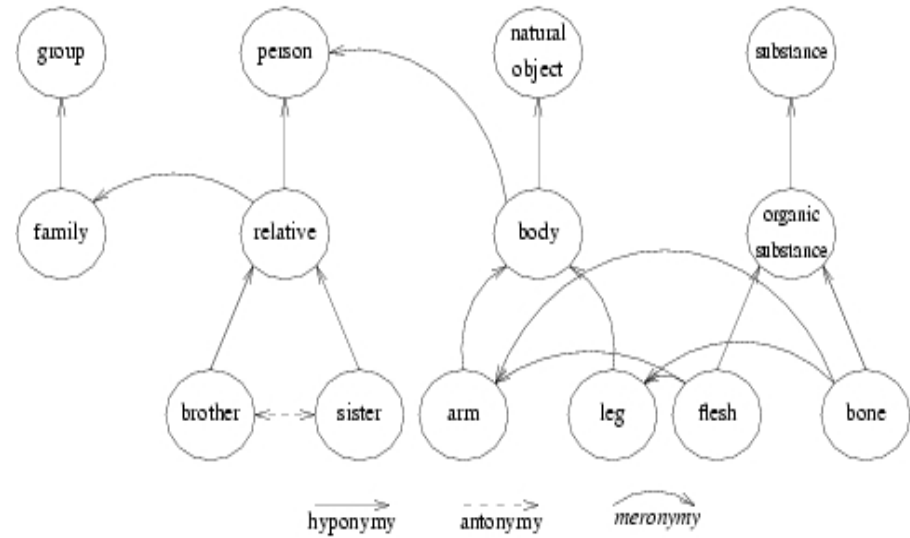 group
person
natural
object
substance
family
relative
body
organic
substance
brother
sister
arm
leg
flesh
bone
hyponymy
antonymy
meronymy